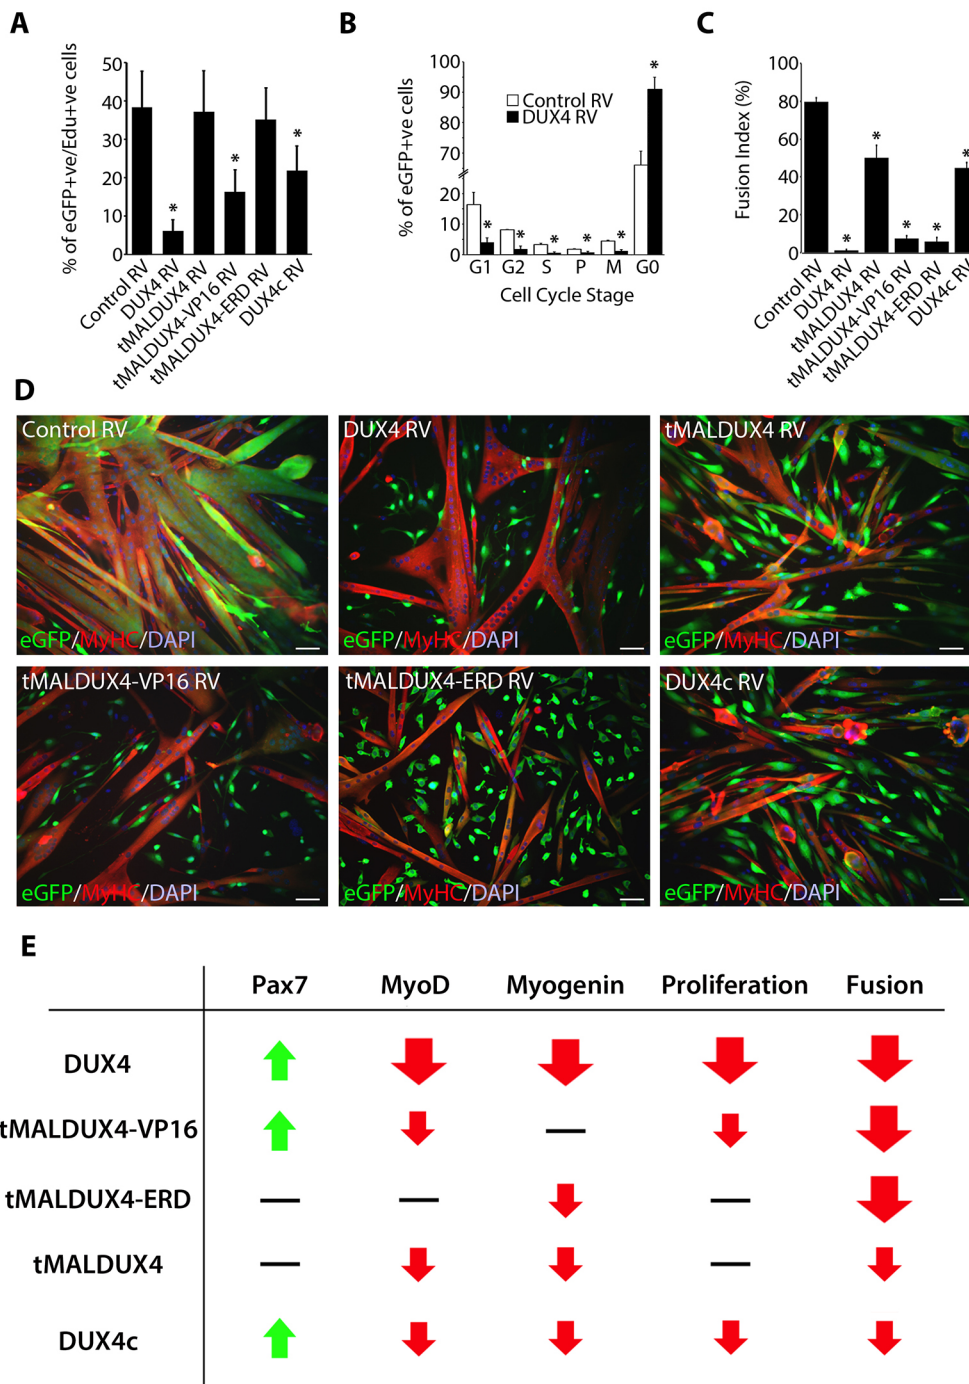 A
B
C
% of eGFP+ve/Edu+ve cells
50
40
30
20
10
0
*
*
*
Control RV
DUX4 RV
tMALDUX4 RV
tMALDUX4-VP16 RV
tMALDUX4-ERD RV
DUX4c RV
% of eGFP+ve cells
100
90
80
70
20
10
0
Control RV
DUX4 RV
*
*
*
*
*
*
G1 G2 S P M G0
Cell Cycle Stage
Fusion Index (%)
100
80
60
40
20
0
*
*
*
*
*
Control RV
DUX4 RV
tMALDUX4 RV
tMALDUX4-VP16 RV
tMALDUX4-ERD RV
DUX4c RV
D
Control RV
eGFP/MyHC/DAPI
DUX4 RV
eGFP/MyHC/DAPI
tMALDUX4 RV
eGFP/MyHC/DAPI
tMALDUX4-VP16 RV
eGFP/MyHC/DAPI
tMALDUX4-ERD RV
eGFP/MyHC/DAPI
DUX4c RV
eGFP/MyHC/DAPI
E
Pax7 MyoD Myogenin Proliferation Fusion
DUX4
tMALDUX4-VP16
tMALDUX4-ERD
tMALDUX4
DUX4c